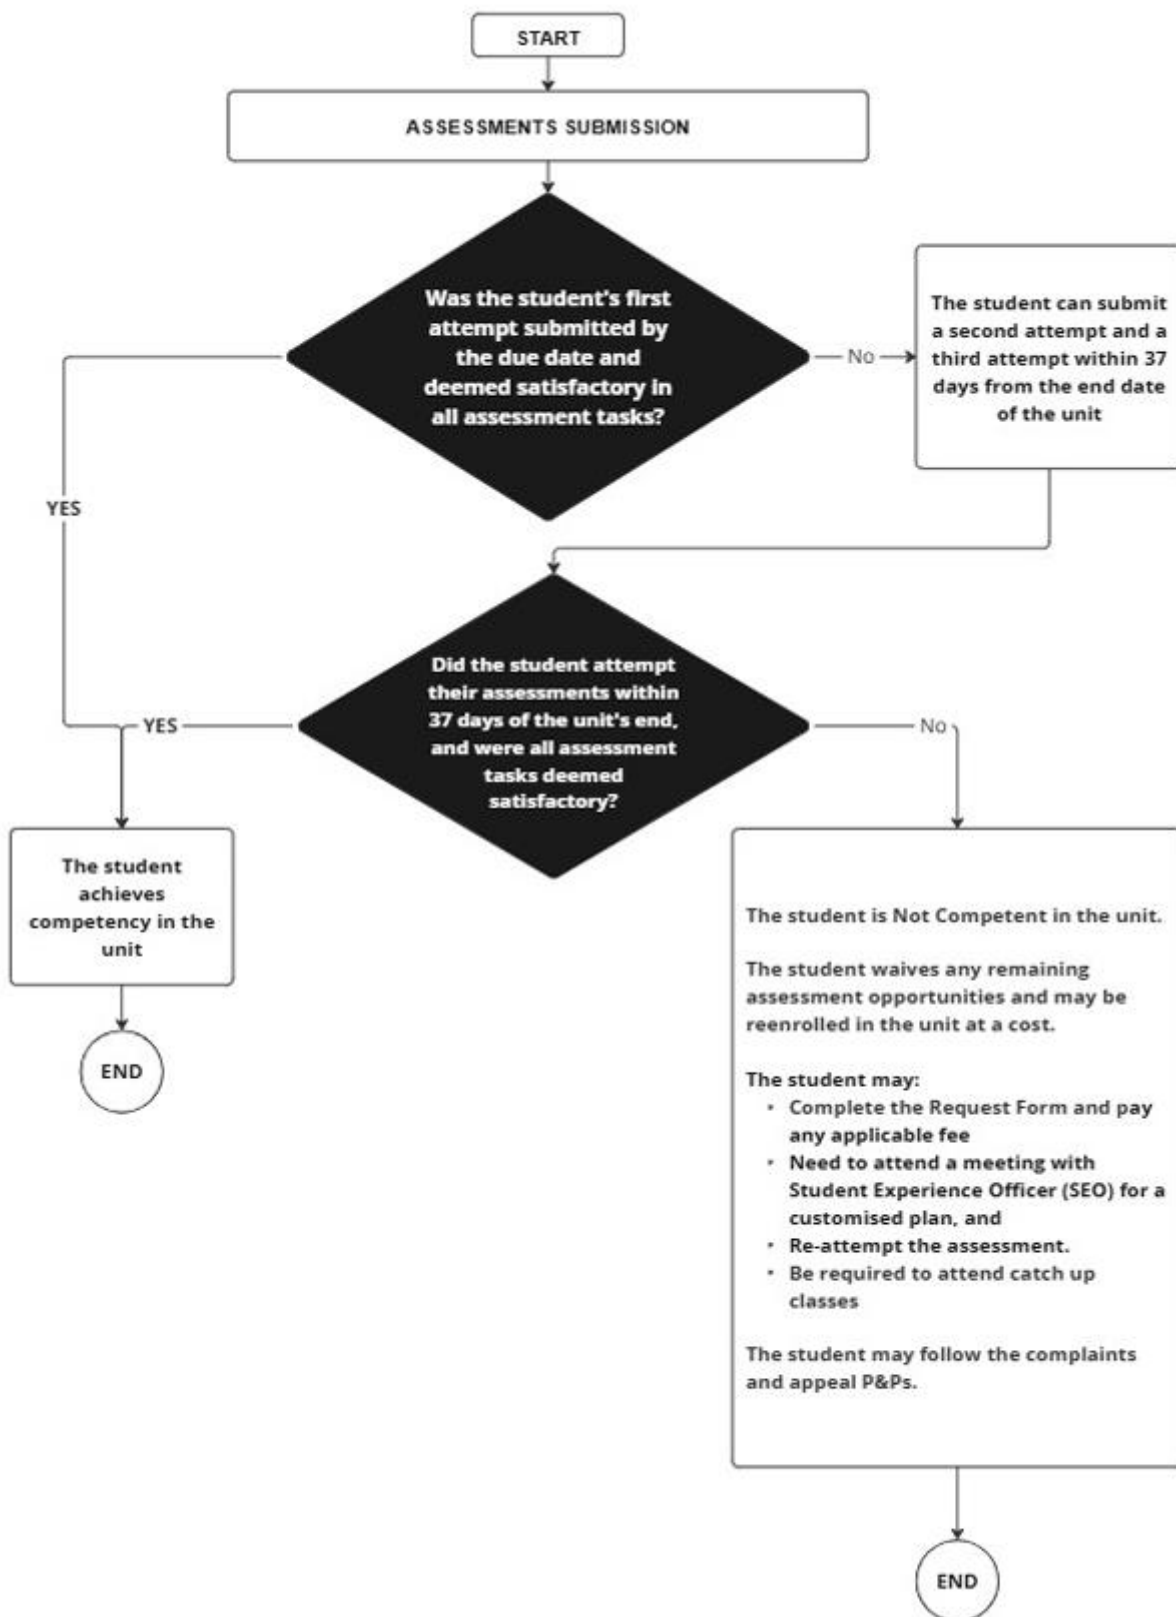 START
ASSESSMENTS SUBMISSION
Was the student's first
attempt submitted by
the due date and
deemed satisfactory in
all assessment tasks?
No
The student can submit
a second attempt and a
third attempt within 37
days from the end date
of the unit
YES
Did the student attempt
their assessments within
37 days of the unit's end,
and were all assessment
tasks deemed
satisfactory?
YES
No
The student
achieves
competency in the
unit
END
The student is Not Competent in the unit.
The student waives any remaining
assessment opportunities and may be
reenrolled in the unit at a cost.
The student may:
• Complete the Request Form and pay
any applicable fee
• Need to attend a meeting with
Student Experience Officer (SEO) for a
customised plan, and
• Re-attempt the assessment.
• Be required to attend catch up
classes
The student may follow the complaints
and appeal P&Ps.
END